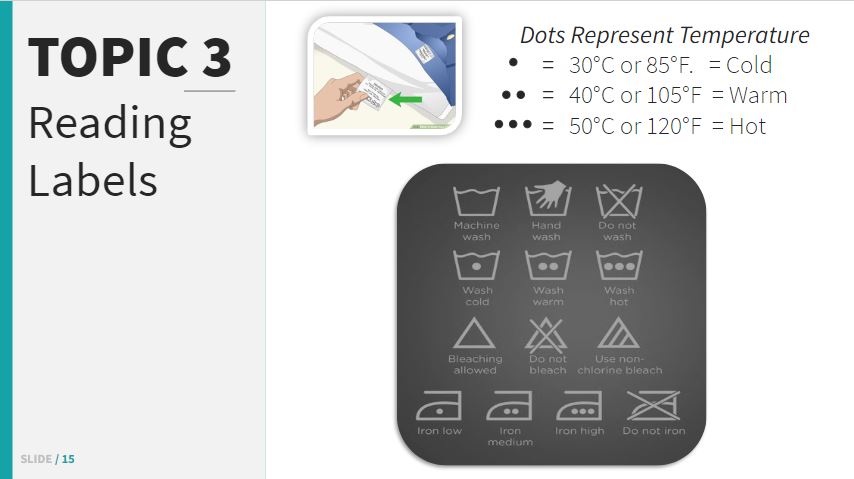 TOPIC 3
Reading
Labels
Dots Represent Temperature
• = 30°C or 85°F. = Cold
•• = 40°C or 105°F = Warm
••• = 50°C or 120°F = Hot
Machine wash
Hand wash
Do not wash
Wash cold
Wash warm
Wash hot
Bleaching allowed
Do not bleach
Use non-chlorine bleach
Iron low
Iron medium
Iron high
Do not iron
SLIDE / 15